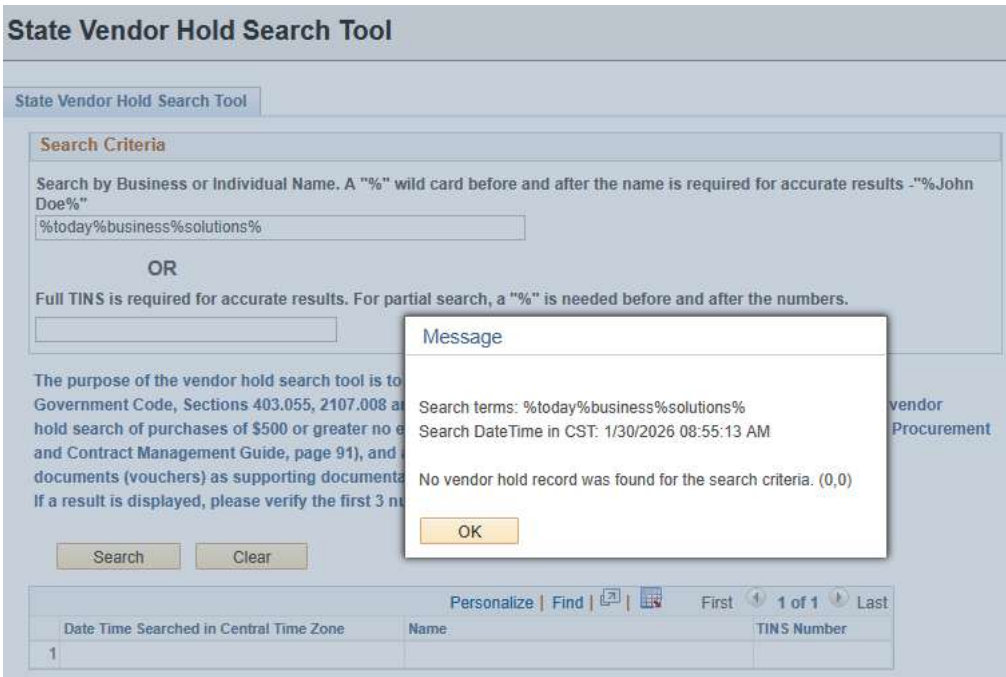 State Vendor Hold Search Tool
State Vendor Hold Search Tool
Search Criteria
Search by Business or Individual Name. A "%" wild card before and after the name is required for accurate results -"%John
Doe%"
%today%business%solutions%
OR
Full TINS is required for accurate results. For partial search, a "%" is needed before and after the numbers.
The purpose of the vendor hold search tool is to
Government Code, Sections 403.055, 2107.008 vendor
hold search of purposes of $500 or greater no Procurement
and Contract Management Guide, page 91), and
documents (vouchers) as supporting
If a result is displayed, please verify the first 3
Message
Search terms: %today%business%solutions%
Search DateTime in CST: 1/30/2026 08:55:13 AM
No vendor hold record was found for the search criteria. (0,0)
OK
Search Clear
Personalize | Find | | First 1 of 1 Last
Date Time Searched in Central Time Zone Name TINS Number
1